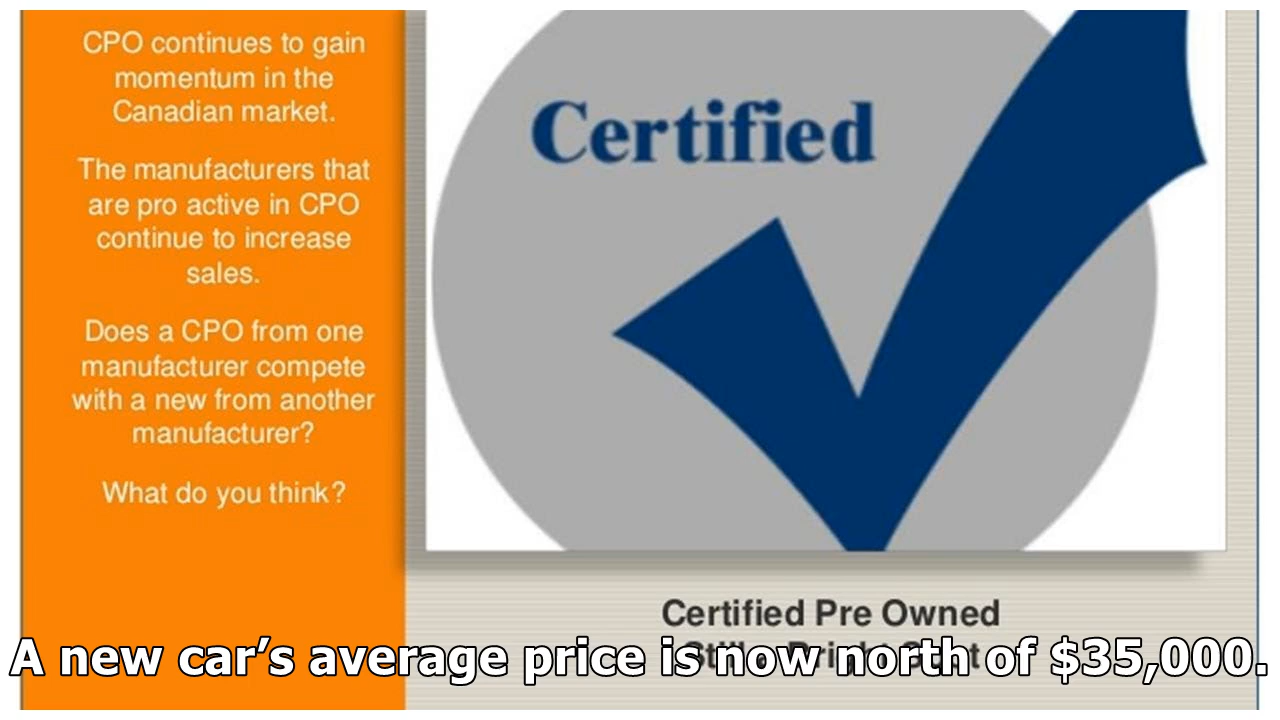 CPO continues to gain
momentum in the
Canadian market.
The manufacturers that
are pro active in CPO
continue to increase
sales.
Does a CPO from one
manufacturer compete
with a new from another
manufacturer?
What do you think?
Certified
Certified Pre Owned
A new car’s average price is now north of $35,000.